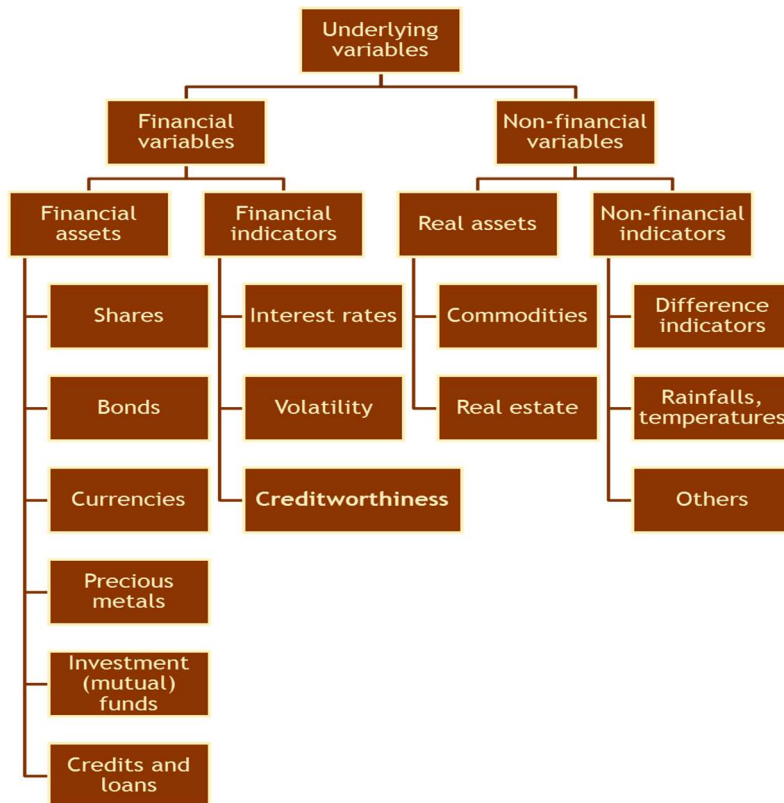 Underlying
variables
Financial
variables
Non-financial
variables
Financial
assets
Financial
indicators
Real assets
Non-financial
indicators
Shares
Interest rates
Commodities
Difference
indicators
Bonds
Volatility
Real estate
Rainfalls,
temperatures
Currencies
Creditworthiness
Others
Precious
metals
Investment
(mutual)
funds
Credits and
loans